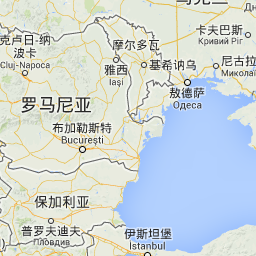 乌克兰
卡夫巴斯
Кривий Ріг
克卢日-纳
波卡
Cluj-Napoca
摩尔多瓦
雅西
Iași
基希讷乌
尼古拉
Миколаї
敖德萨
Одеса
罗马尼亚
布加勒斯特
București
保加利亚
普罗夫迪夫
Пловдив
伊斯坦堡
İstanbul